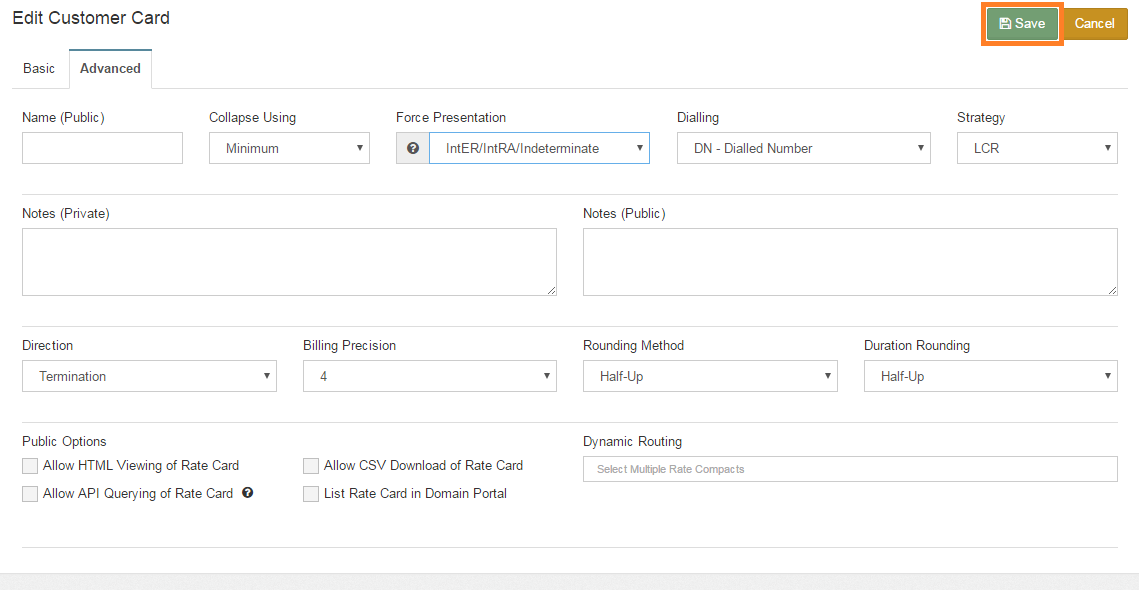 Edit Customer Card
Save Cancel
Basic Advanced
Name (Public) Collapse Using Force Presentation Dialling Strategy
Minimum IntER/IntRA/Indeterminate DN - Dialled Number LCR
Notes (Private) Notes (Public)
Direction Billing Precision Rounding Method Duration Rounding
Termination 4 Half-Up Half-Up
Public Options Dynamic Routing
Allow HTML Viewing of Rate Card Allow CSV Download of Rate Card Select Multiple Rate Compacts
Allow API Querying of Rate Card List Rate Card in Domain Portal